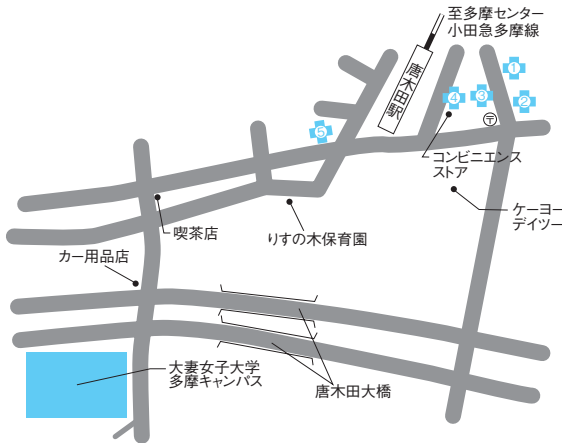 至多摩センター
小田急多摩線
唐木田駅
①
②
③
④
⑤
〒
コンビニエンス
ストア
ケーヨー
デイツー
喫茶店
りすの木保育園
カー用品店
大妻女子大学
多摩キャンパス
唐木田大橋